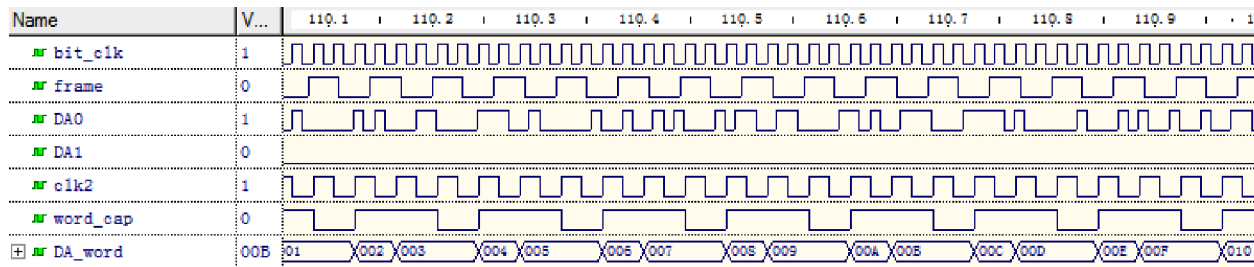 Name V... 110.1 110.2 110.3 110.4 110.5 110.6 110.7 110.8 110.9 1
bit_clk 1
frame 0
DA0 1
DA1 0
clk2 1
word_cap 0
DA_word 00B 01 002 003 004 005 006 007 008 009 00A 00B 00C 00D 00E 00F 010